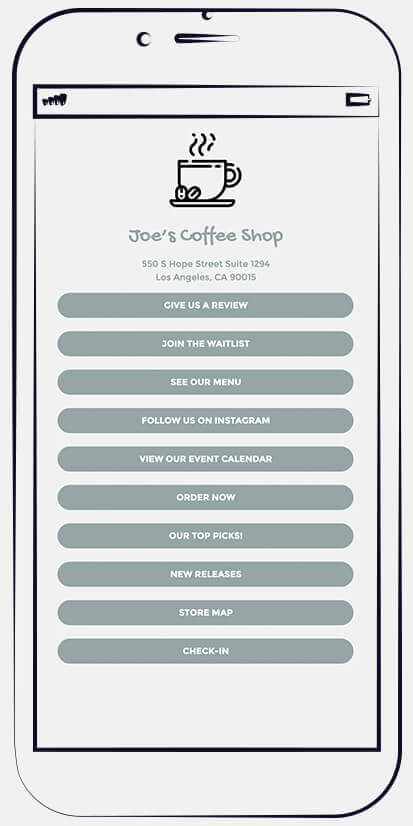 Joe's Coffee Shop
550 S Hope Street Suite 1294
Los Angeles, CA 90015
GIVE US A REVIEW
JOIN THE WAITLIST
SEE OUR MENU
FOLLOW US ON INSTAGRAM
VIEW OUR EVENT CALENDAR
ORDER NOW
OUR TOP PICKS!
NEW RELEASES
STORE MAP
CHECK-IN